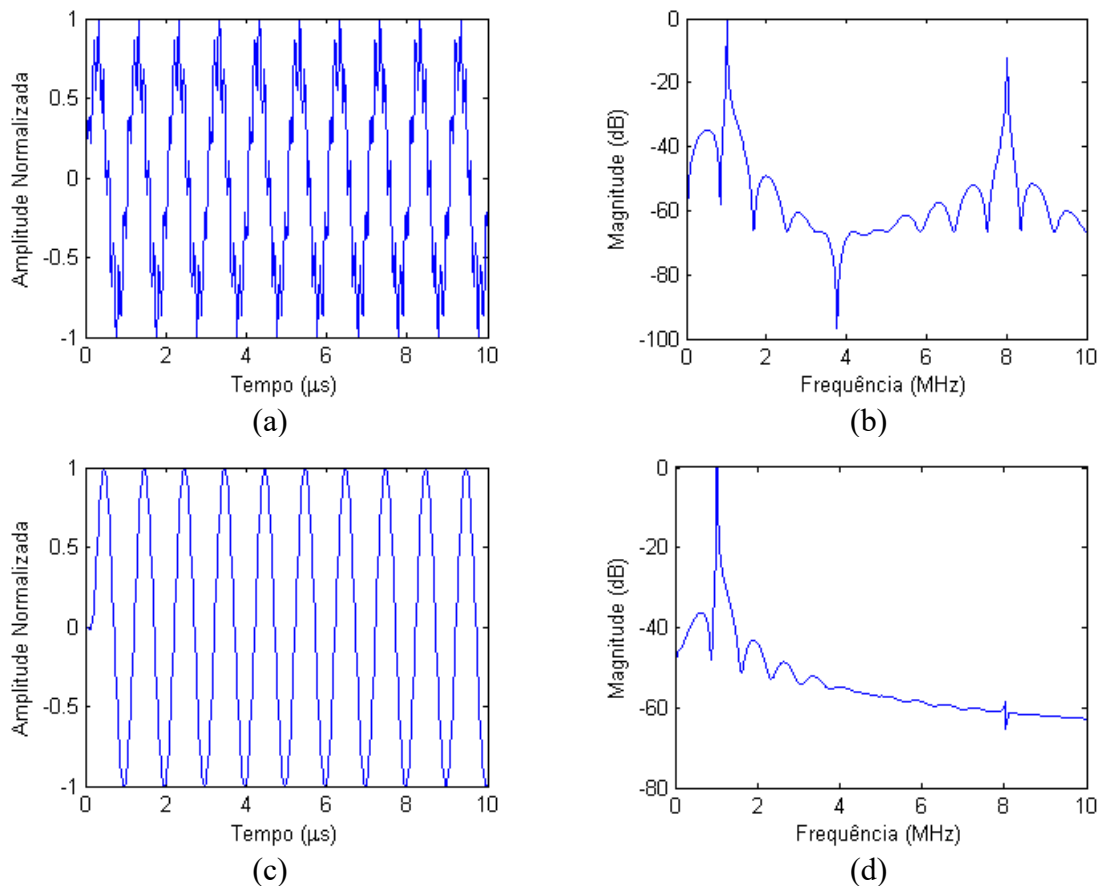 1
0.5
0
-0.5
-1
Amplitude Normalizada
0 2 4 6 8 10
Tempo (μs)
(a)
0
-20
-40
-60
-80
-100
Magnitude (dB)
0 2 4 6 8 10
Frequência (MHz)
(b)
1
0.5
0
-0.5
-1
Amplitude Normalizada
0 2 4 6 8 10
Tempo (μs)
(c)
0
-20
-40
-60
-80
Magnitude (dB)
0 2 4 6 8 10
Frequência (MHz)
(d)